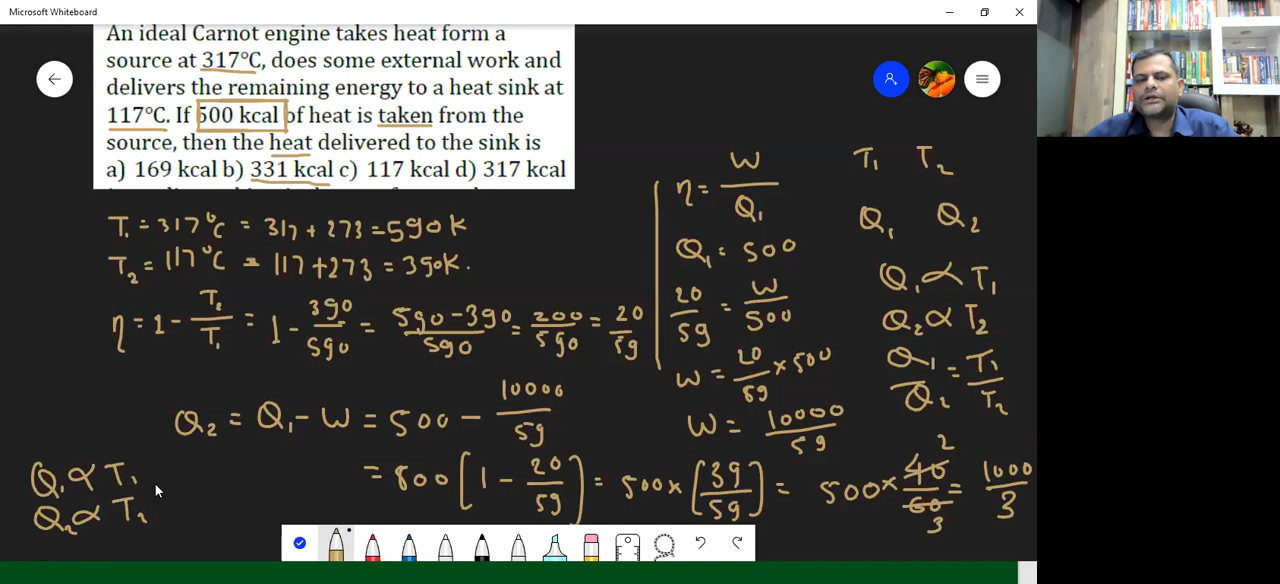 Microsoft Whiteboard
An ideal Carnot engine takes heat form a
source at 317°C, does some external work and
delivers the remaining energy to a heat sink at
117°C. If 500 kcal of heat is taken from the
source, then the heat delivered to the sink is
a) 169 kcal b) 331 kcal c) 117 kcal d) 317 kcal
T₁ = 317°C = 317 + 273 = 590 K
T₂ = 117°C = 117 + 273 = 390K.
η = 1 - T₂/T₁ = 1 - 390/590 = 590 - 390/590 = 200/590 = 20/59
Q₂ = Q₁ - W = 500 - 10000/59
= 500 [1 - 20/59] = 500 × [39/59] = 500 × 40/60 = 1000/3
2
3
Q₁ ∝ T₁
Q₂ ∝ T₂
η = W/Q₁
Q₁ = 500
20/59 = W/500
W = 20/59 × 500
W = 10000/59
T₁ T₂
Q₁ Q₂
Q₁ ∝ T₁
Q₂ ∝ T₂
Q₁/Q₂ = T₁/T₂